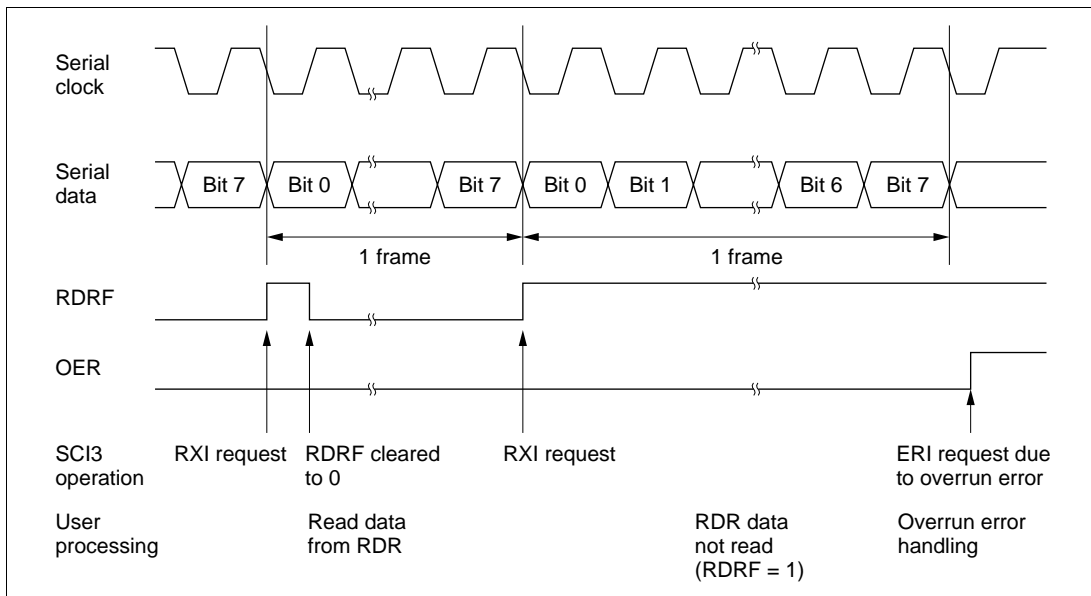 Serial
clock
Serial
data
Bit 7
Bit 0
Bit 7
Bit 0
Bit 1
Bit 6
Bit 7
1 frame
1 frame
RDRF
OER
SCI3
operation
RXI request
RDRF cleared
to 0
RXI request
ERI request due
to overrun error
User
processing
Read data
from RDR
RDR data
not read
(RDRF = 1)
Overrun error
handling